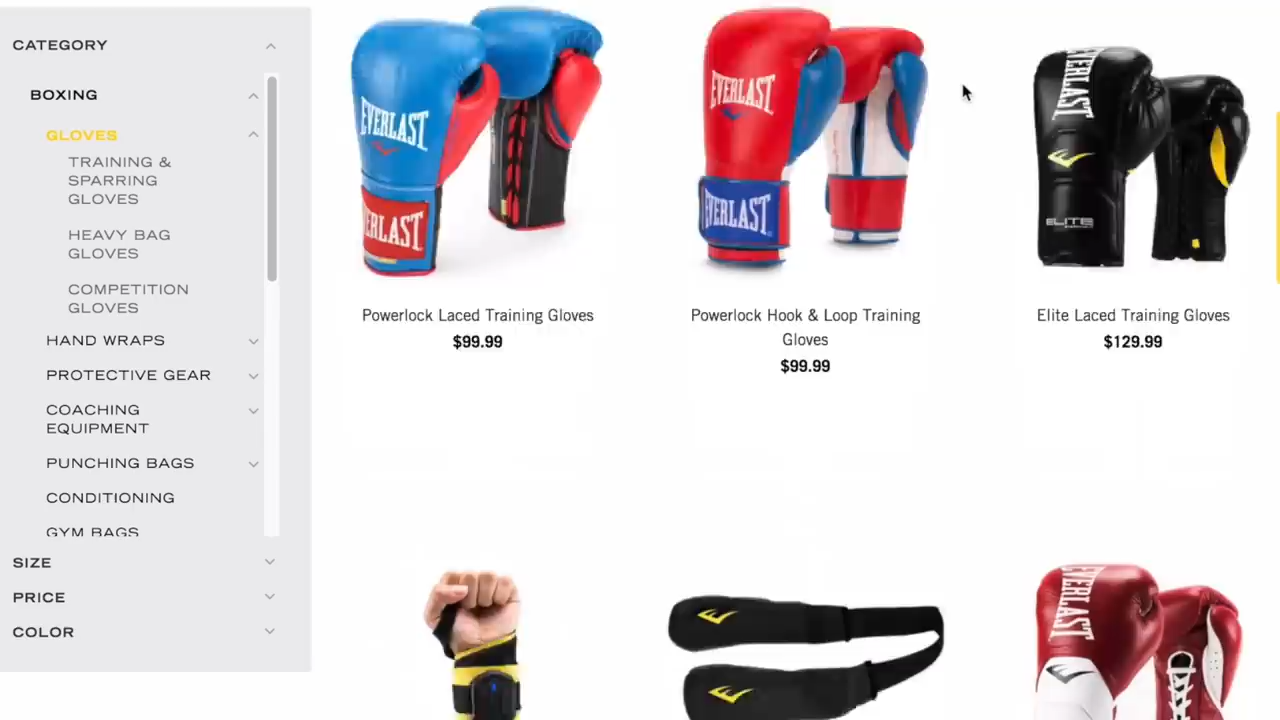 CATEGORY
BOXING
GLOVES
TRAINING &
SPARRING
GLOVES
HEAVY BAG
GLOVES
COMPETITION
GLOVES
HAND WRAPS
PROTECTIVE GEAR
COACHING
EQUIPMENT
PUNCHING BAGS
CONDITIONING
GYM BAGS
SIZE
PRICE
COLOR
EVERLAST
ERLAST
Powerlock Laced Training Gloves
$99.99
EVERLAST
EVERLAST
Powerlock Hook & Loop Training
Gloves
$99.99
EVERLAST
ELITE
Elite Laced Training Gloves
$129.99
EVERLAST